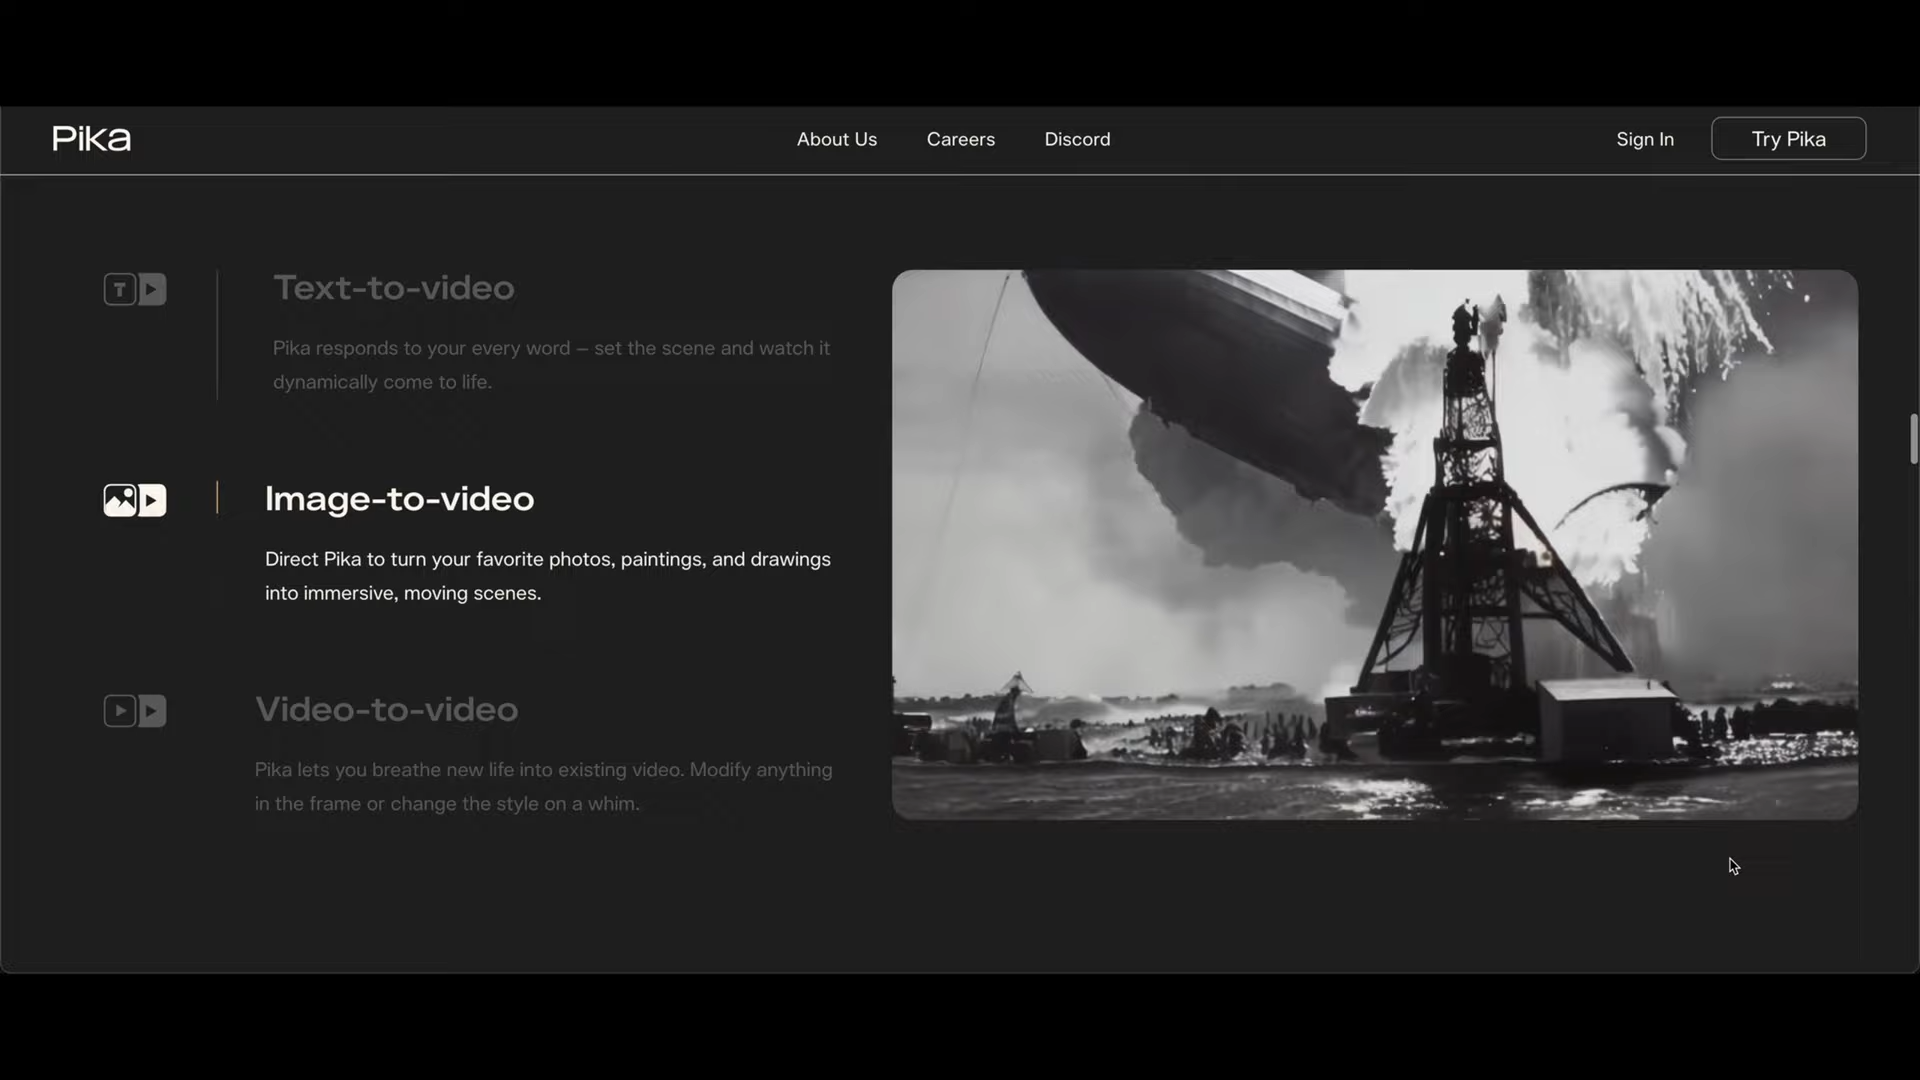 Pika
About Us
Careers
Discord
Sign In
Try Pika
T
Text-to-video
Pika responds to your every word – set the scene and watch it
dynamically come to life.
Image-to-video
Direct Pika to turn your favorite photos, paintings, and drawings
into immersive, moving scenes.
Video-to-video
Pika lets you breathe new life into existing video. Modify anything
in the frame or change the style on a whim.